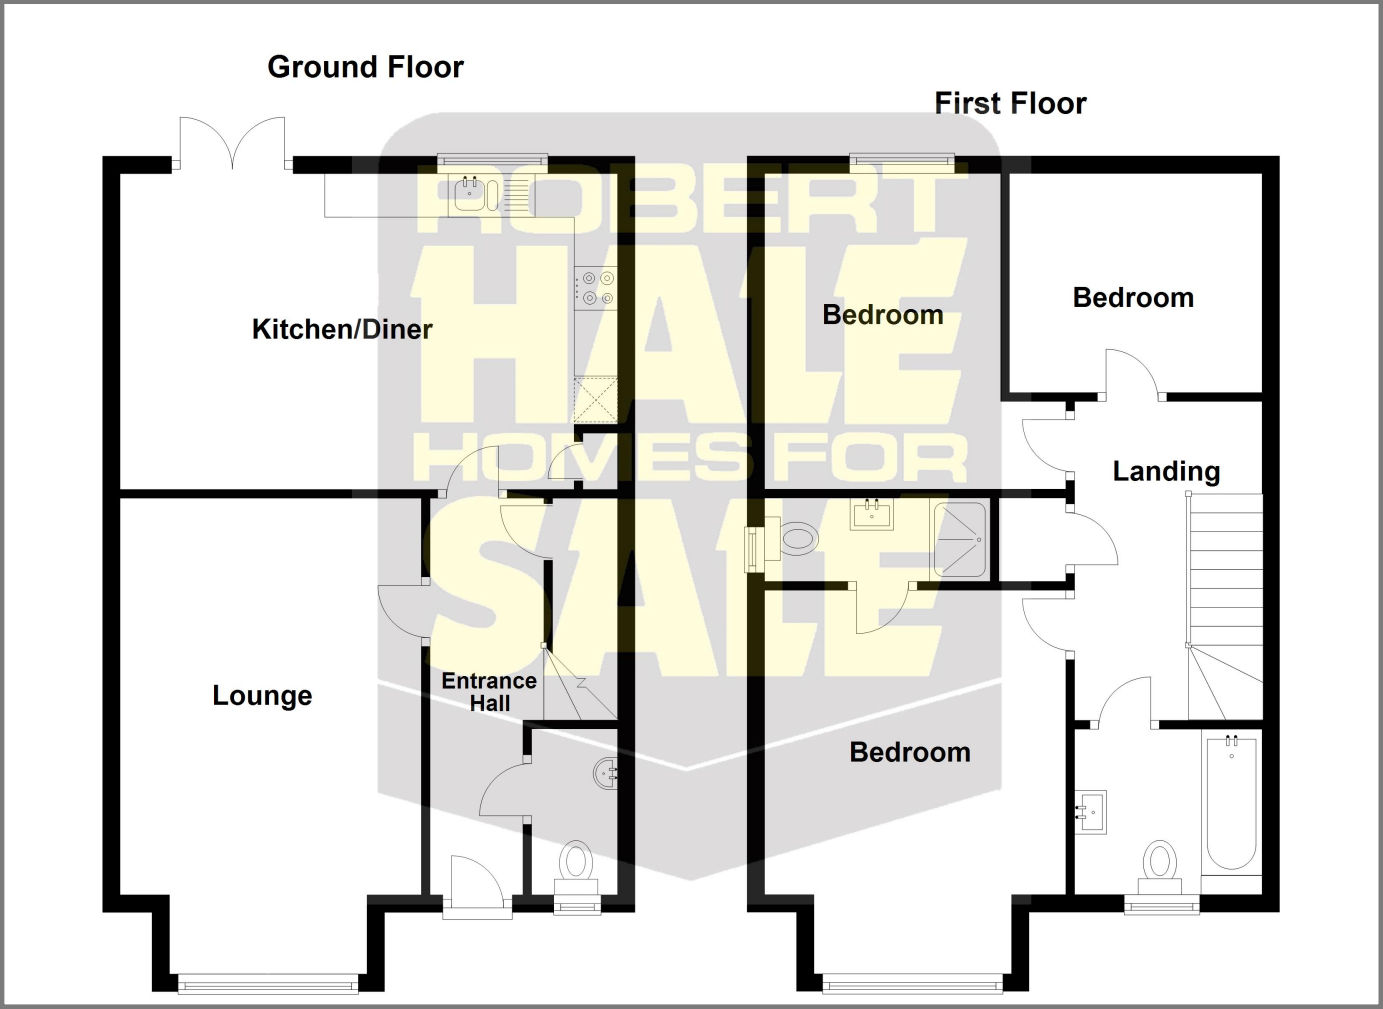 Ground Floor
First Floor
ROBERT
HALE
HOMES FOR
SALE
Kitchen/Diner
Bedroom
Bedroom
Landing
Lounge
Entrance
Hall
Bedroom